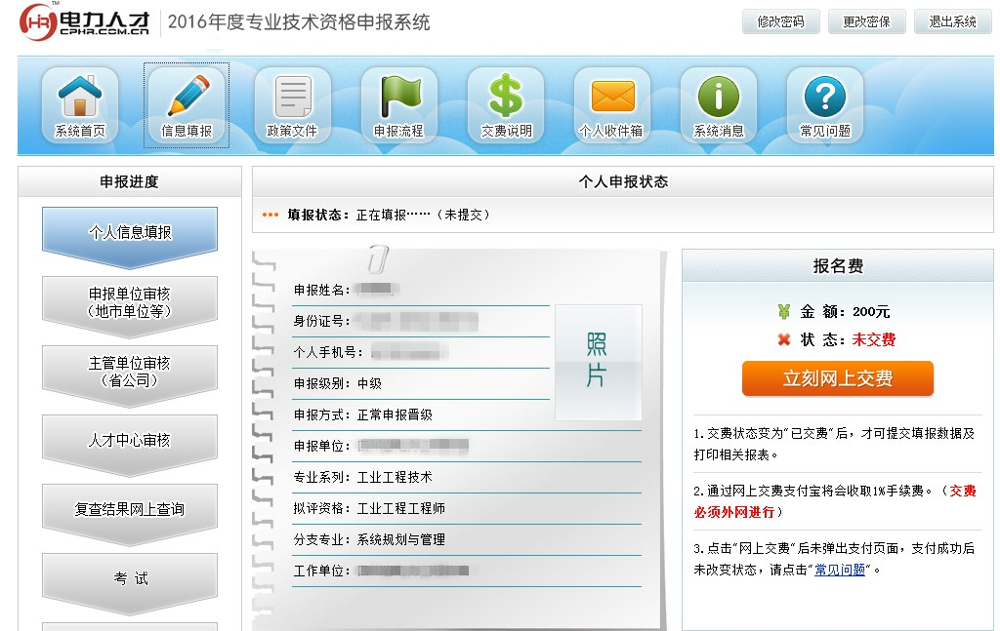 HR TM 电力人才
CPHR.COM.CN
2016年度专业技术资格申报系统
修改密码
更改密保
退出系统
系统首页
信息填报
政策文件
申报流程
交费说明
个人收件箱
系统消息
常见问题
申报进度
个人信息填报
申报单位审核
（地市单位等）
主管单位审核
（省公司）
人才中心审核
复查结果网上查询
考 试
个人申报状态
填报状态：正在填报……（未提交）
申报姓名：
身份证号：
个人手机号：
申报级别：中级
申报方式：正常申报晋级
申报单位：
专业系列：工业工程技术
拟评资格：工业工程工程师
分支专业：系统规划与管理
工作单位：
照
片
报名费
¥ 金 额：200元
状 态：未交费
立刻网上交费
1.交费状态变为“已交费”后，才可提交填报数据及
打印相关报表。
2.通过网上交费支付宝将会收取1%手续费。（交费
必须外网进行）
3.点击“网上交费”后未弹出支付页面，支付成功后
未改变状态，请点击“常见问题”。